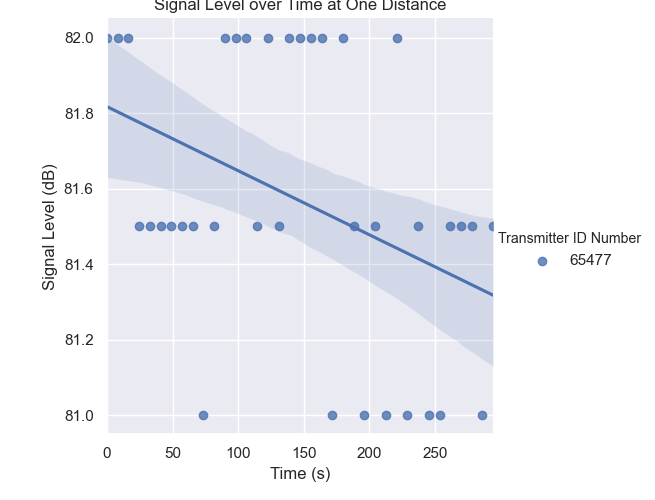 Signal Level over Time at One Distance
82.0
81.8
81.6
81.4
81.2
81.0
Signal Level (dB)
0 50 100 150 200 250
Time (s)
Transmitter ID Number
65477